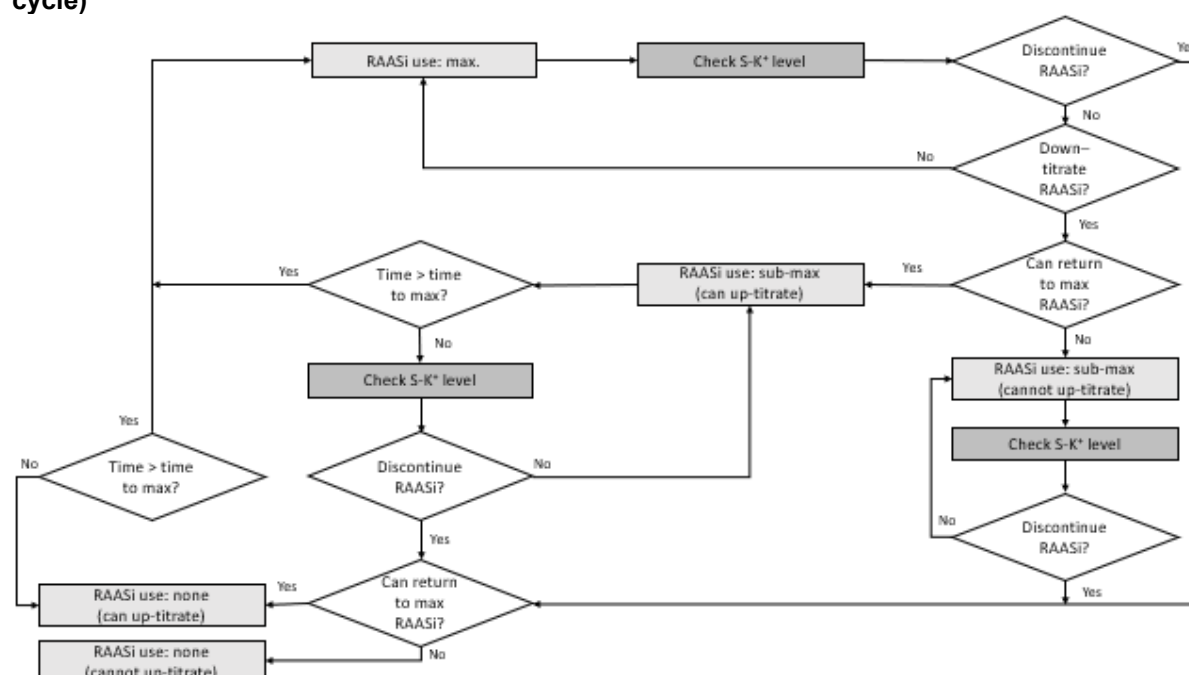 cycle)
RAASi use: max.
Check S-K⁺ level
Discontinue
RAASi?
Ye
No
Down–
titrate
RAASi?
No
Yes
Can return
to max
RAASi?
Yes
RAASi use: sub-max
(can up-titrate)
Time > time
to max?
Yes
No
No
RAASi use: sub-max
(cannot up-titrate)
Check S-K⁺ level
Check S-K⁺ level
Yes
Time > time
to max?
No
Discontinue
RAASi?
No
Discontinue
RAASi?
No
Yes
Yes
Can return
to max
RAASi?
Yes
RAASi use: none
(can up-titrate)
No
RAASi use: none
(cannot up-titrate)